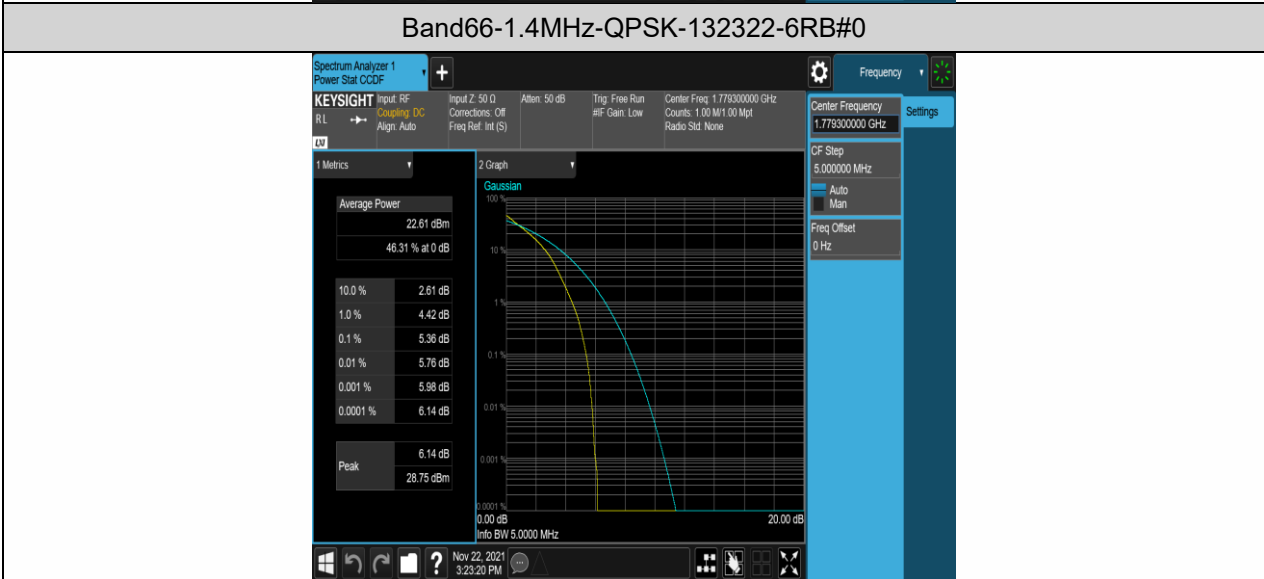 Band66-1.4MHz-QPSK-132322-6RB#0
Spectrum Analyzer 1
Power Stat CCDF
+
Frequency
KEYSIGHT
RL
LXI
Input: RF
Coupling: DC
Align: Auto
Input Z: 50 Ω
Corrections: Off
Freq Ref: Int (S)
Atten: 50 dB
Trig: Free Run
#IF Gain: Low
Center Freq: 1.779300000 GHz
Counts: 1.00 M/1.00 Mpt
Radio Std: None
Center Frequency
1.779300000 GHz
Settings
CF Step
5.000000 MHz
Auto
Man
Freq Offset
0 Hz
1 Metrics
Average Power
22.61 dBm
46.31 % at 0 dB
10.0 % 2.61 dB
1.0 % 4.42 dB
0.1 % 5.36 dB
0.01 % 5.76 dB
0.001 % 5.98 dB
0.0001 % 6.14 dB
Peak
6.14 dB
28.75 dBm
2 Graph
Gaussian
100 %
10 %
1 %
0.1 %
0.01 %
0.001 %
0.0001 %
0.00 dB 20.00 dB
Info BW 5.0000 MHz
?
Nov 22, 2021
3:23:20 PM